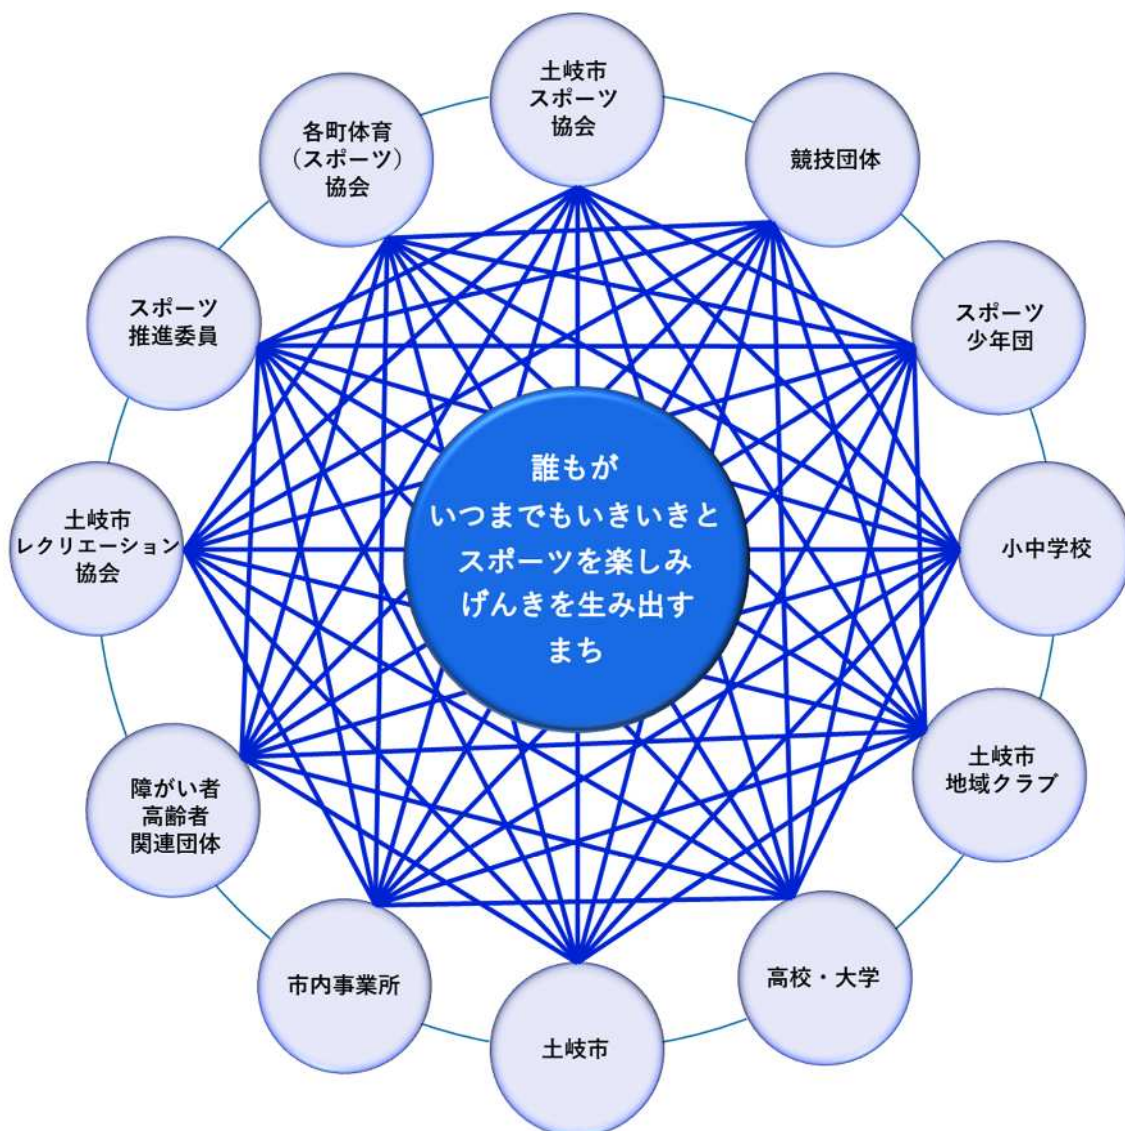 土岐市
スポーツ
協会
競技団体
スポーツ
少年団
小中学校
土岐市
地域クラブ
高校・大学
土岐市
市内事業所
障がい者
高齢者
関連団体
土岐市
レクリエーション
協会
スポーツ
推進委員
各町体育
（スポーツ）
協会
誰もが
いつまでもいきいきと
スポーツを楽しみ
げんきを生み出す
まち